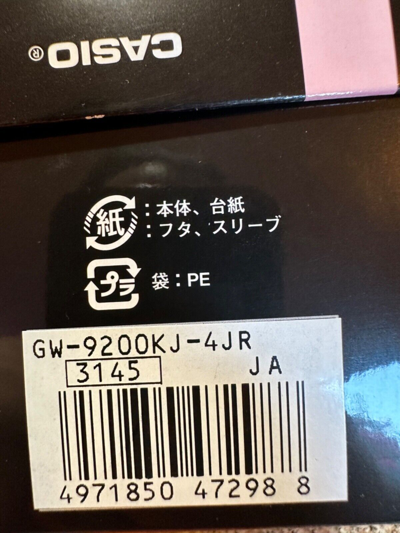 CASIO®
紙 :本体、台紙
:フタ、スリーブ
プラ 袋:PE
GW-9200KJ-4JR
3145 JA
4971850 47298 8